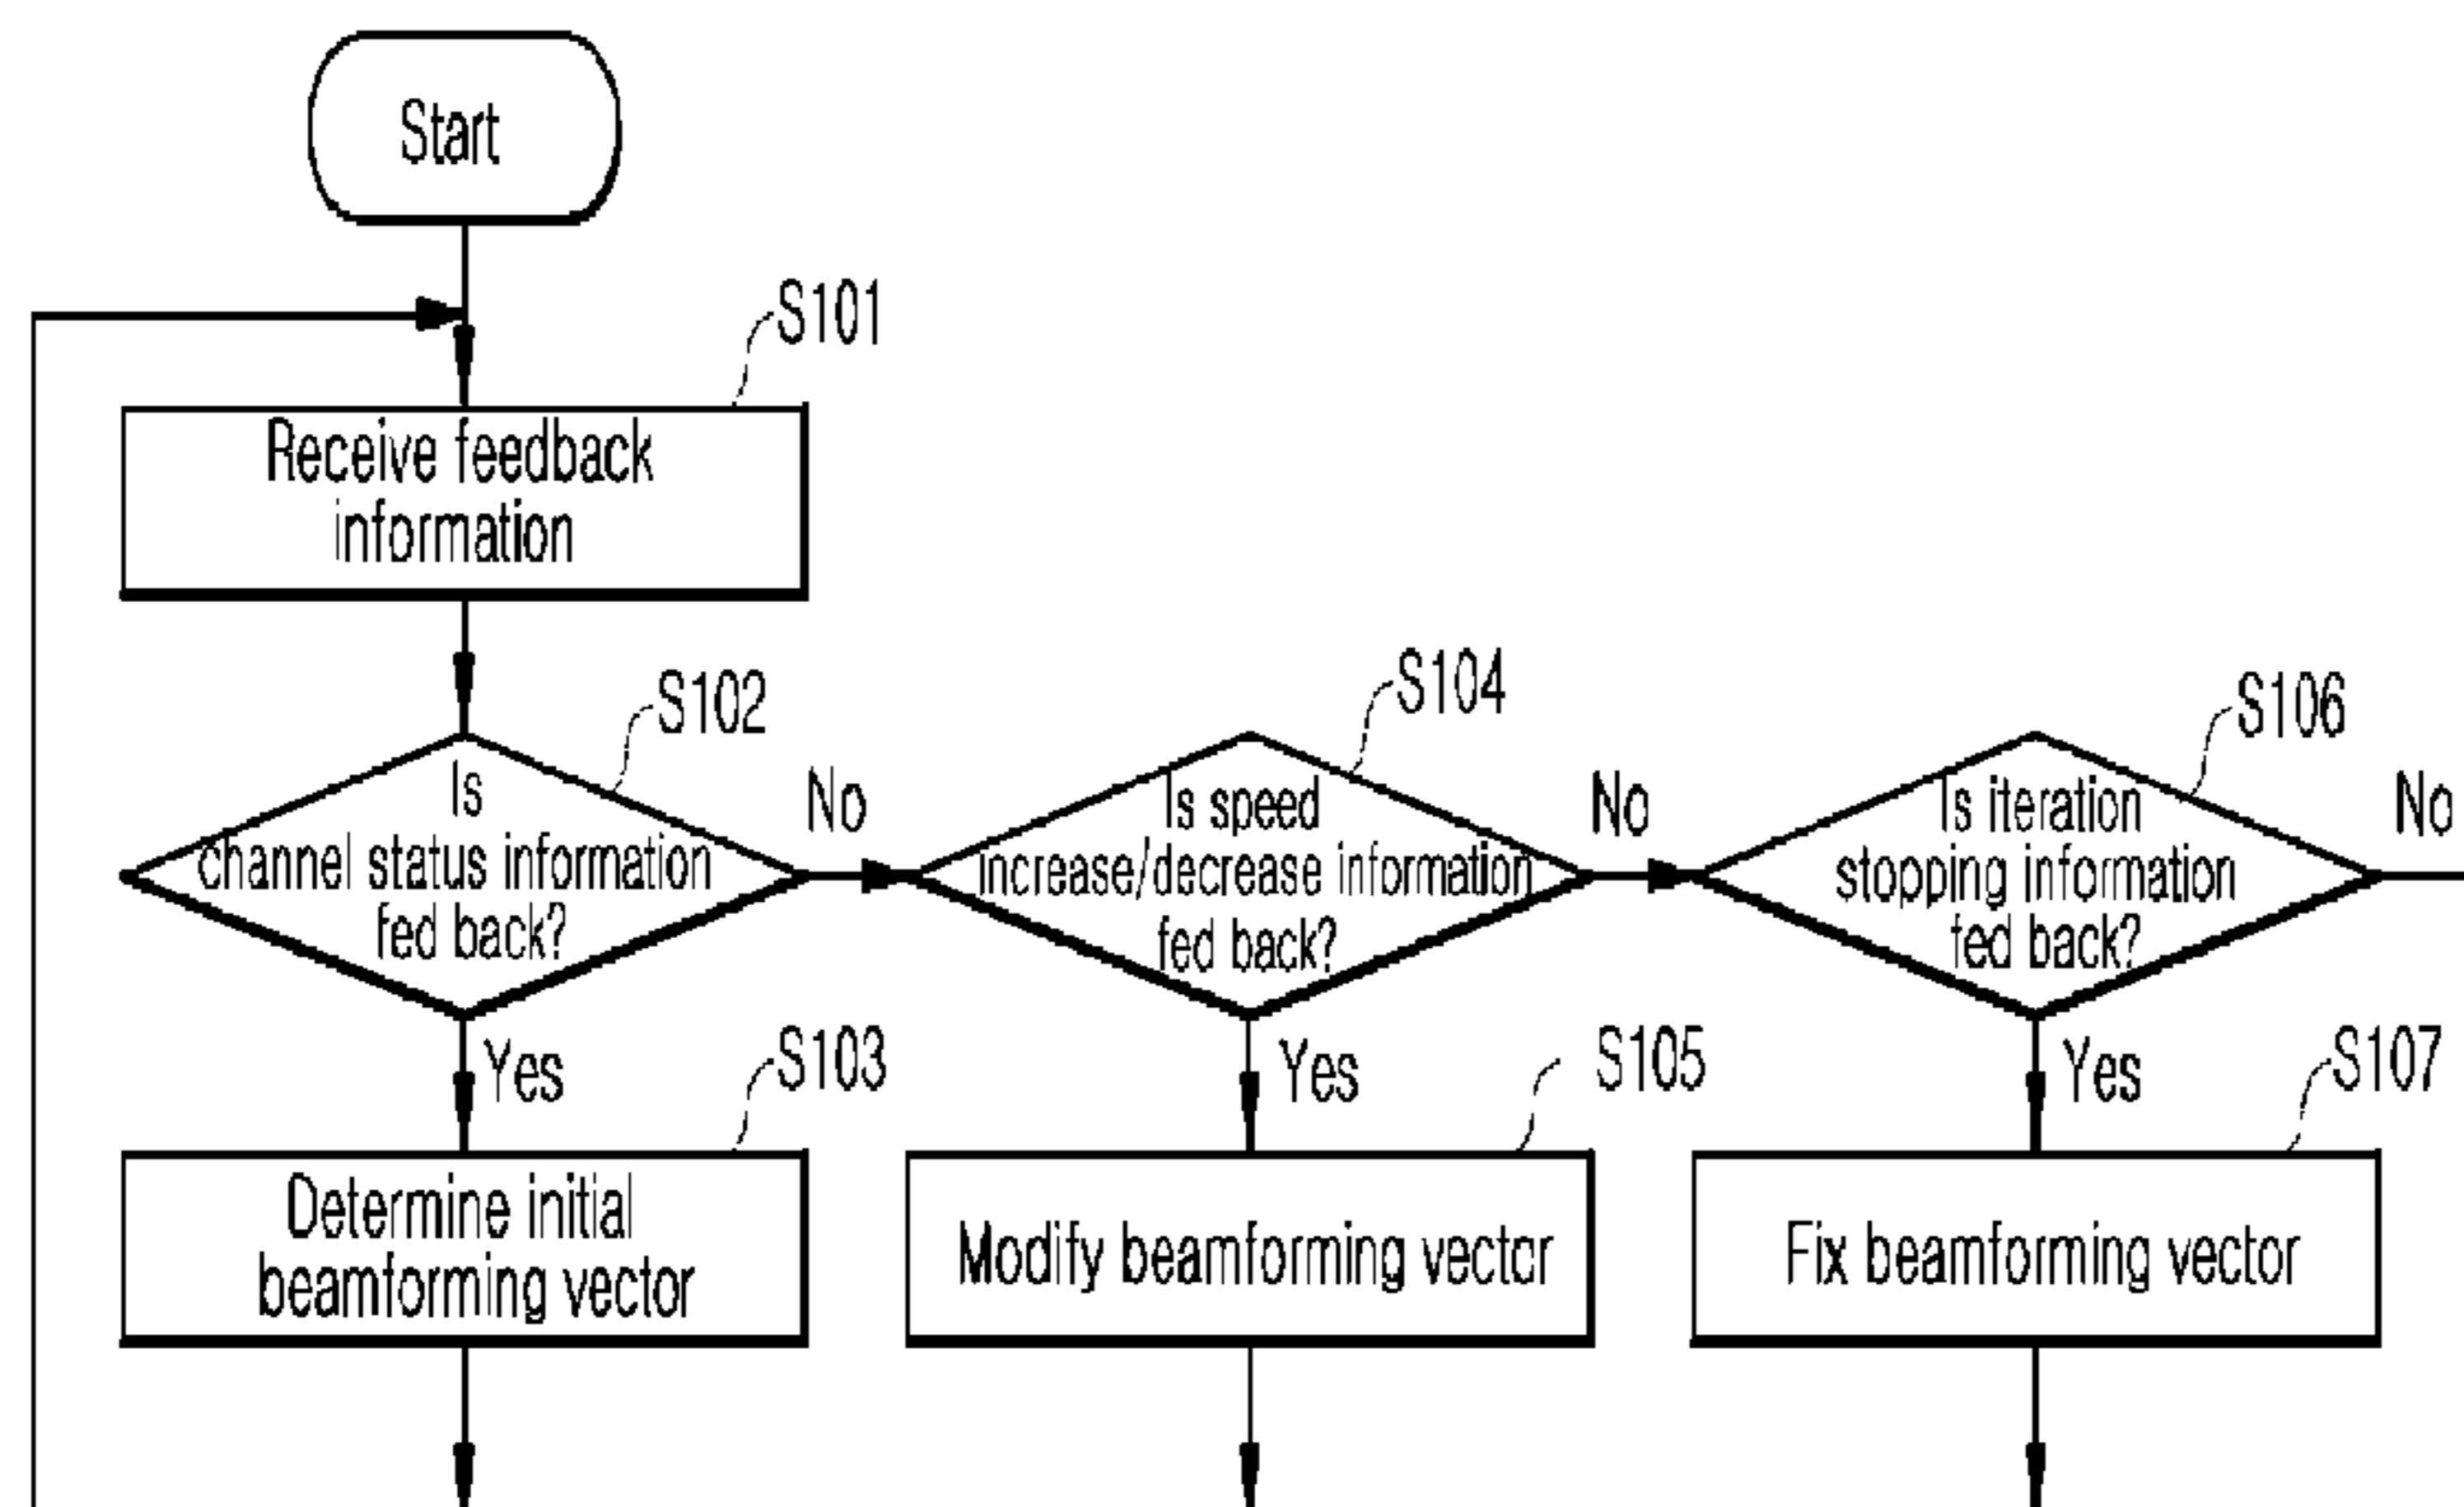 Start
S101
Receive feedback
information
S102
Is
channel status information
fed back?
No
S104
Is speed
increase/decrease information
fed back?
No
S106
Is iteration
stopping information
fed back?
No
Yes
S103
Determine initial
beamforming vector
Yes
S105
Modify beamforming vector
Yes
S107
Fix beamforming vector